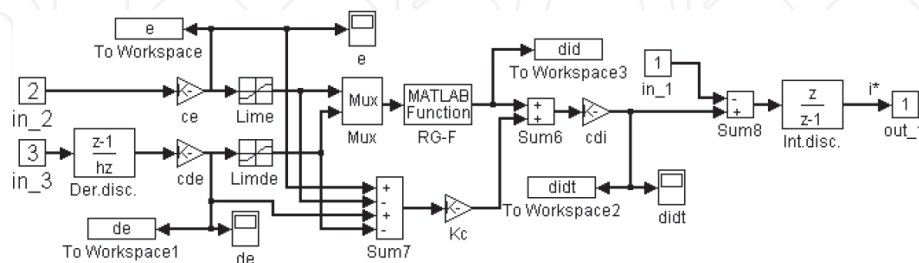 e
To Workspace
e
did
To Workspace3
1
in_1
2
in_2
K-
ce
Lime
Mux
Mux
MATLAB
Function
RG-F
+
+
Sum6
K-
cdi
-
+
Sum8
z
z-1
Int.disc.
i*
1
3
in_3
z-1
hz
Der.disc.
K-
cde
Limde
+
-
+
-
Sum7
K-
Kc
didt
To Workspace2
didt
de
To Workspace1
de